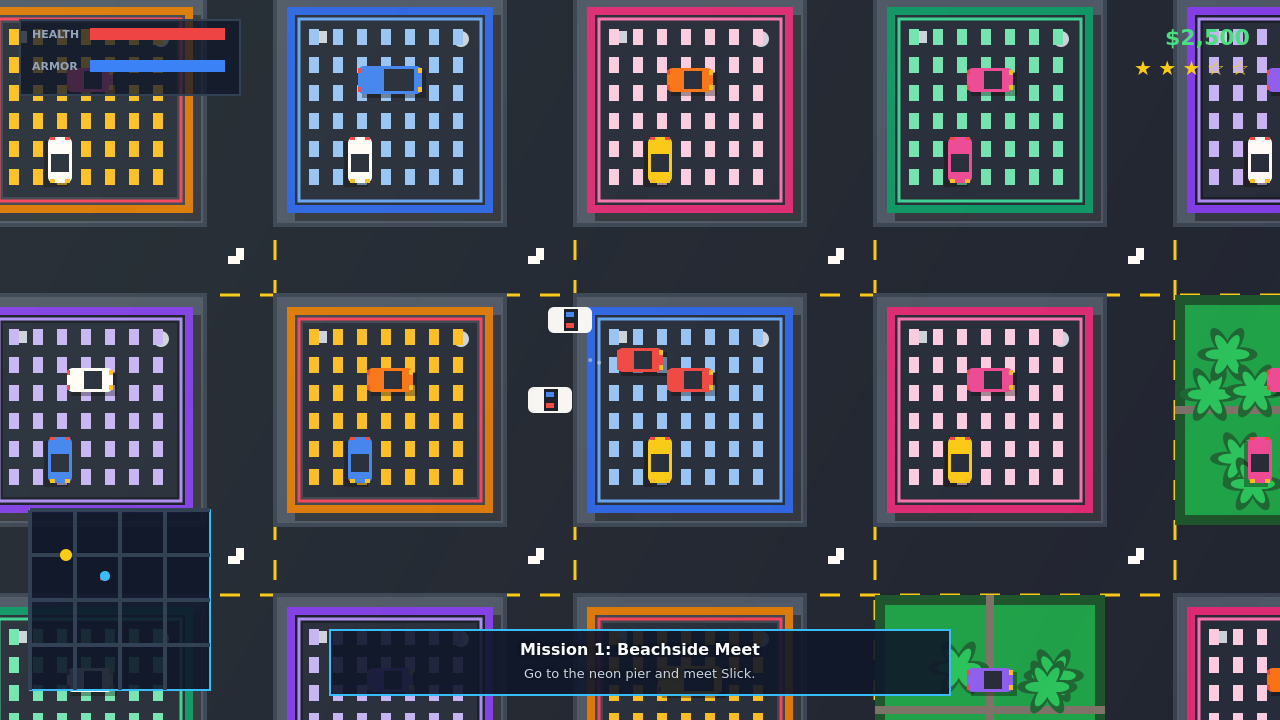 HEALTH
$2,500
ARMOR
★ ★ ★ ★ ★
Mission 1: Beachside Meet
Go to the neon pier and meet Slick.